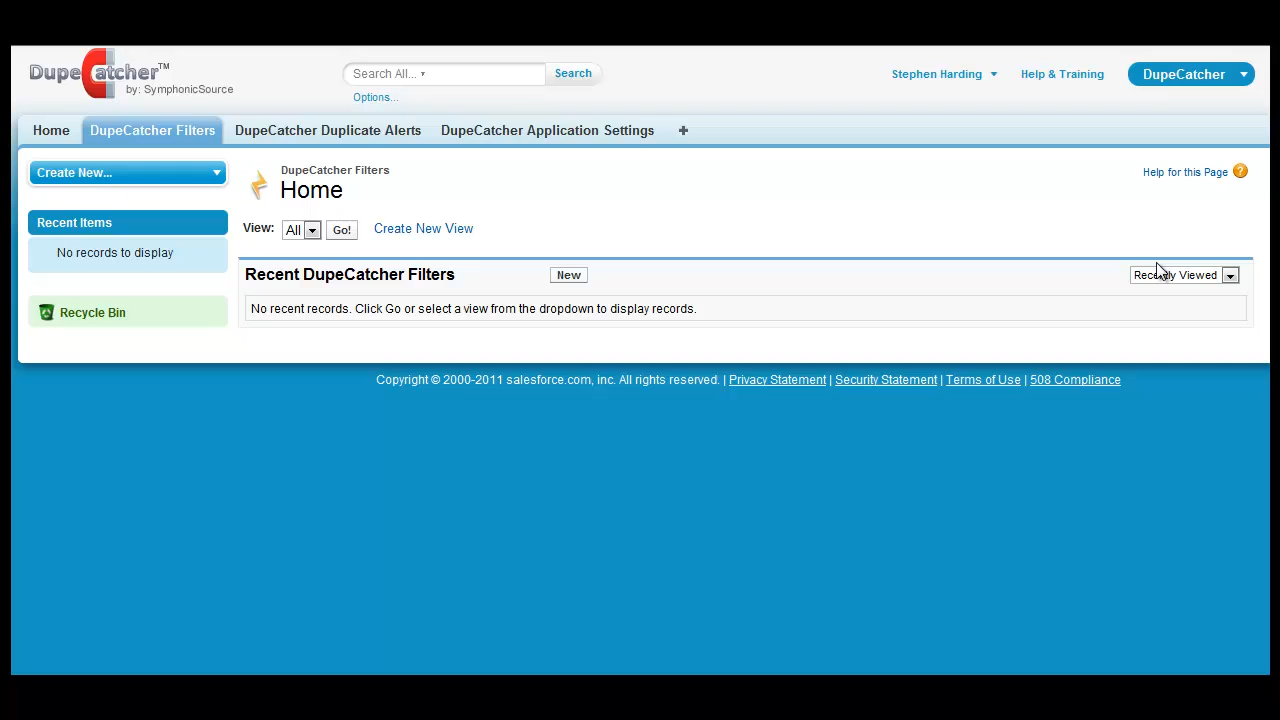 DupeCatcher™
by: SymphonicSource
Search All...
Search
Options...
Stephen Harding
Help & Training
DupeCatcher
Home
DupeCatcher Filters
DupeCatcher Duplicate Alerts
DupeCatcher Application Settings
+
Create New...
Recent Items
No records to display
Recycle Bin
DupeCatcher Filters
Home
Help for this Page ?
View: All Go! Create New View
Recent DupeCatcher Filters
New
Recently Viewed
No recent records. Click Go or select a view from the dropdown to display records.
Copyright © 2000-2011 salesforce.com, inc. All rights reserved. | Privacy Statement | Security Statement | Terms of Use | 508 Compliance